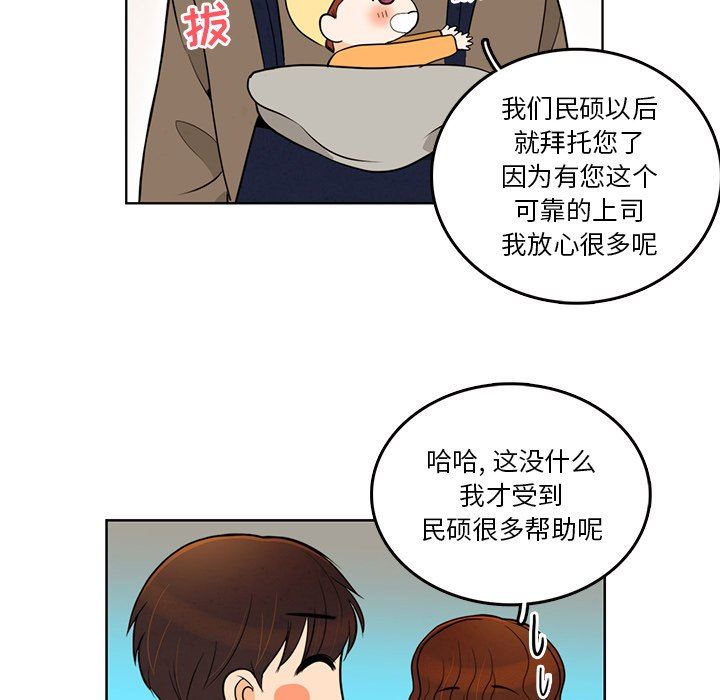 拔
我们民硕以后
就拜托您了
因为有您这个
可靠的上司
我放心很多呢
哈哈, 这没什么
我才受到
民硕很多帮助呢